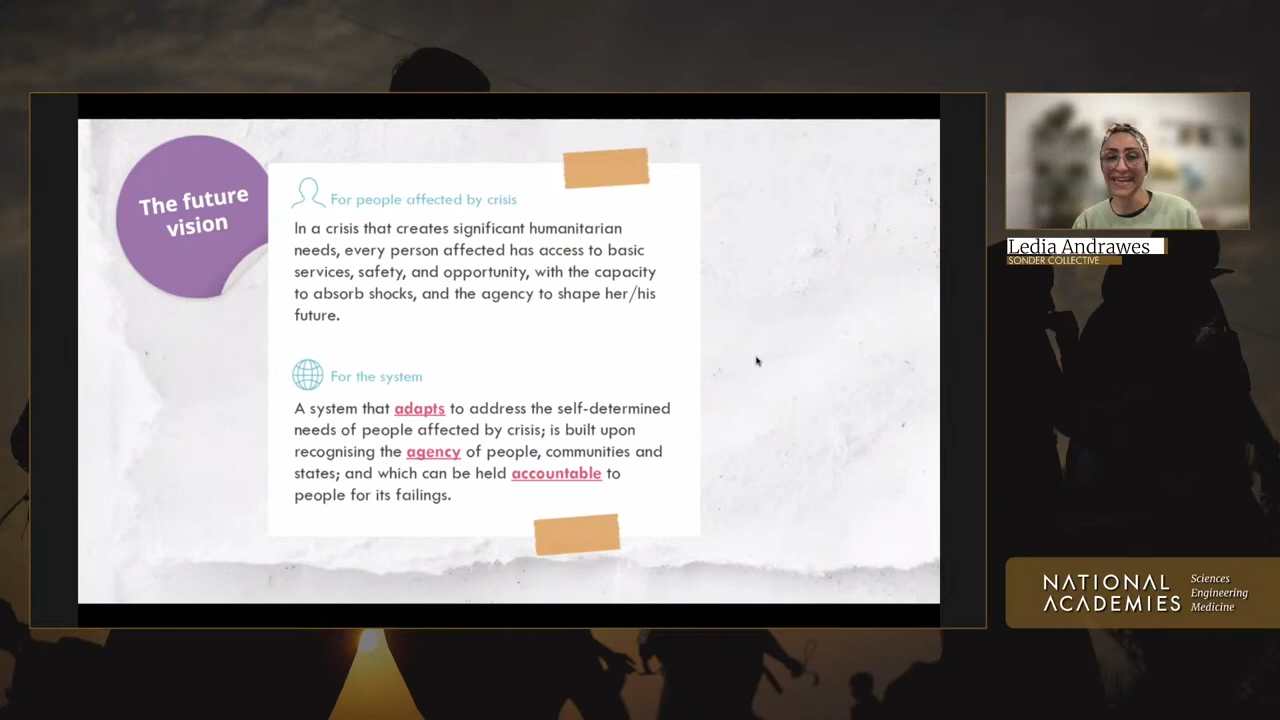 The future
vision
For people affected by crisis
In a crisis that creates significant humanitarian
needs, every person affected has access to basic
services, safety, and opportunity, with the capacity
to absorb shocks, and the agency to shape her/his
future.
For the system
A system that adapts to address the self-determined
needs of people affected by crisis; is built upon
recognising the agency of people, communities and
states; and which can be held accountable to
people for its failings.
Ledia Andrawes
SONDER COLLECTIVE
NATIONAL
ACADEMIES
Sciences
Engineering
Medicine